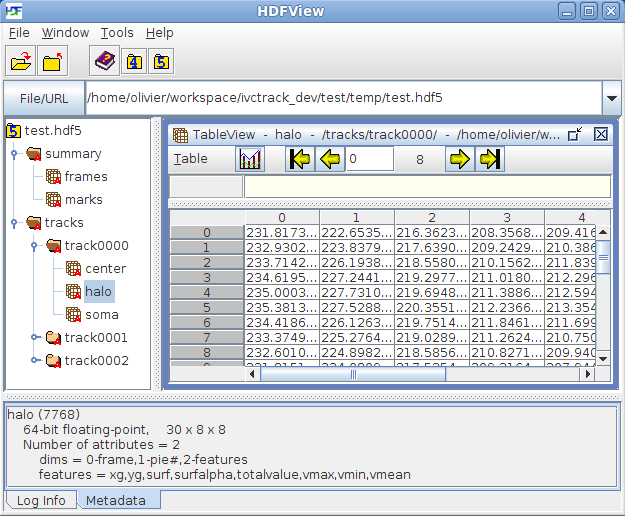 HDF
HDFView
File Window Tools Help
4 5
File/URL /home/olivier/workspace/ivctrack_dev/test/temp/test.hdf5
5 test.hdf5
summary
frames
marks
tracks
track0000
center
halo
soma
track0001
track0002
TableView - halo - /tracks/track0000/ - /home/olivier/w...
Table 0 8
0 1 2 3 4
0 231.8173... 222.6535... 216.3623... 208.3568... 209.416
1 232.9302... 223.8379... 217.6390... 209.2429... 210.386
2 233.7142... 226.1938... 218.5580... 210.1562... 211.839
3 234.6195... 227.2441... 219.2977... 211.0180... 212.296
4 235.0003... 227.7310... 219.6948... 211.3886... 212.594
5 235.3813... 227.5288... 220.3551... 212.2366... 213.354
6 234.4186... 226.1263... 219.7514... 211.8461... 211.699
7 233.3749... 225.2764... 219.0289... 211.2624... 210.750
8 232.6010... 224.8982... 218.5856... 210.8271... 209.940
halo (7768)
64-bit floating-point, 30 x 8 x 8
Number of attributes = 2
dims = 0-frame,1-pie#,2-features
features = xg,yg,surf,surfalpha,totalvalue,vmax,vmin,vmean
Log Info Metadata